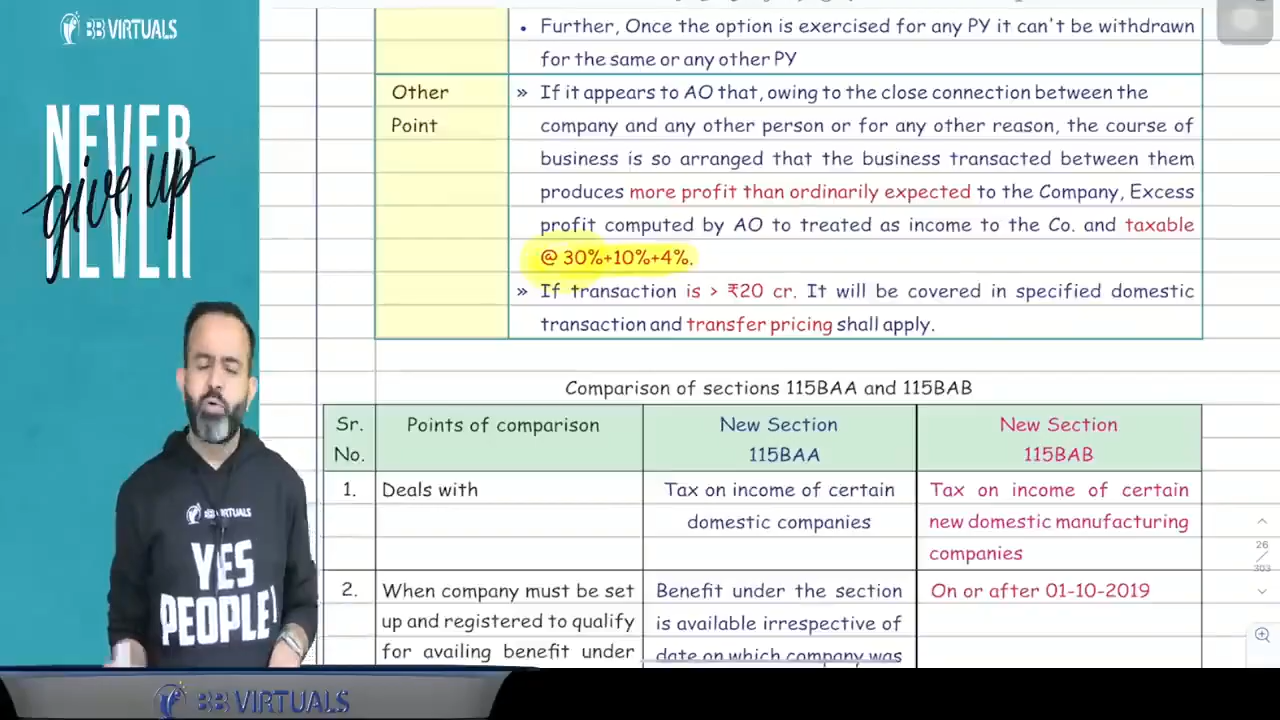 BB VIRTUALS
NEVER
give up
NEVER
BB VIRTUALS
YES
PEOPLE!
BB VIRTUALS
• Further, Once the option is exercised for any PY it can't be withdrawn
for the same or any other PY
Other
Point
» If it appears to AO that, owing to the close connection between the
company and any other person or for any other reason, the course of
business is so arranged that the business transacted between them
produces more profit than ordinarily expected to the Company, Excess
profit computed by AO to treated as income to the Co. and taxable
@ 30%+10%+4%.
» If transaction is > ₹20 cr. It will be covered in specified domestic
transaction and transfer pricing shall apply.
Comparison of sections 115BAA and 115BAB
Sr.
No.
Points of comparison
New Section
115BAA
New Section
115BAB
1.
Deals with
Tax on income of certain
domestic companies
Tax on income of certain
new domestic manufacturing
companies
2.
When company must be set
up and registered to qualify
for availing benefit under
Benefit under the section
is available irrespective of
date on which company was
On or after 01-10-2019
26
303